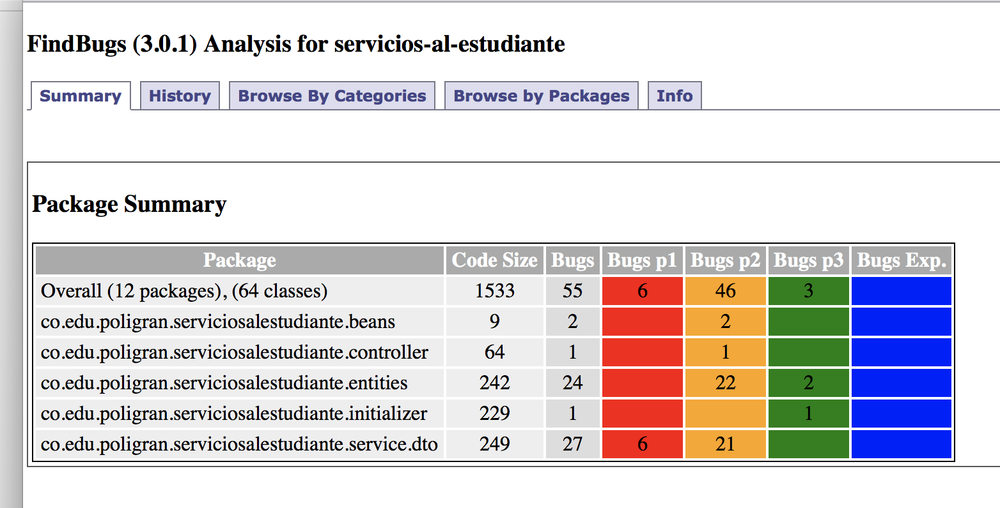 FindBugs (3.0.1) Analysis for servicios-al-estudiante
Summary History Browse By Categories Browse by Packages Info
Package Summary
Package Code Size Bugs Bugs p1 Bugs p2 Bugs p3 Bugs Exp.
Overall (12 packages), (64 classes) 1533 55 6 46 3
co.edu.poligran.serviciosalestudiante.beans 9 2 2
co.edu.poligran.serviciosalestudiante.controller 64 1 1
co.edu.poligran.serviciosalestudiante.entities 242 24 22 2
co.edu.poligran.serviciosalestudiante.initializer 229 1 1
co.edu.poligran.serviciosalestudiante.service.dto 249 27 6 21